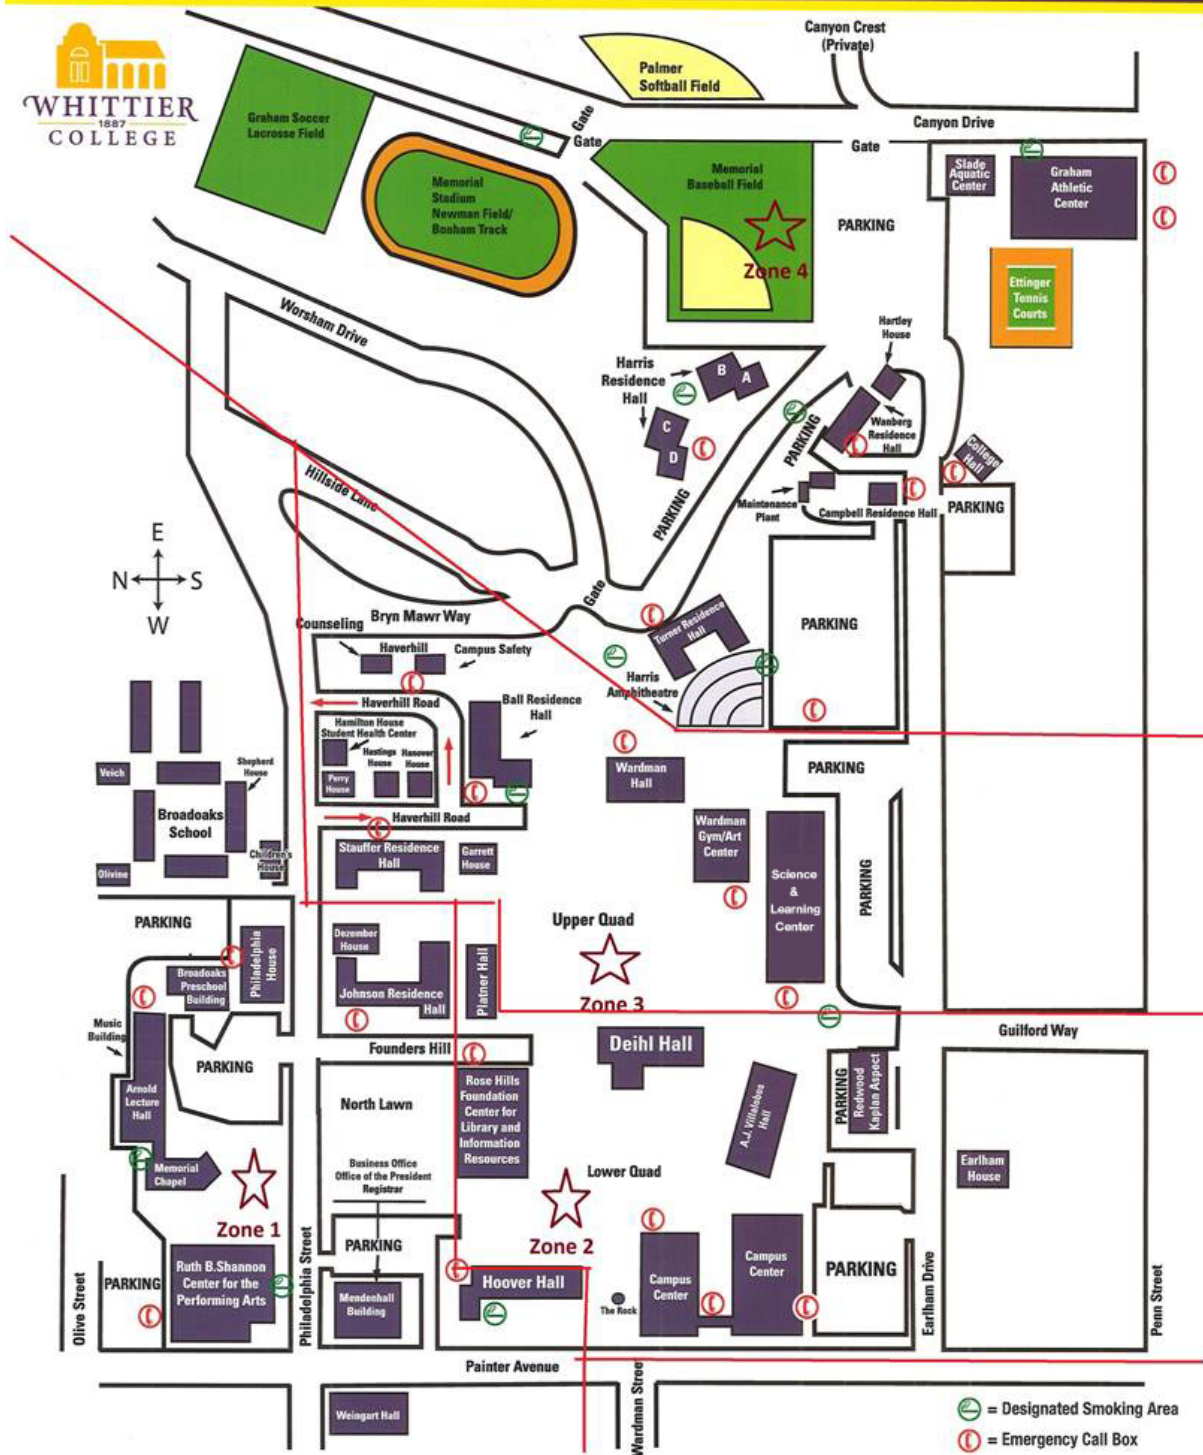 WHITTIER
1887
COLLEGE
Canyon Crest
(Private)
Palmer
Softball Field
Canyon Drive
Gate
Gate
Gate
Graham Soccer
Lacrosse Field
Memorial
Stadium
Newman Field/
Bonham Track
Memorial
Baseball Field
Zone 4
PARKING
Slade
Aquatic
Center
Graham
Athletic
Center
Ettinger
Tennis
Courts
Worsham Drive
Hartley
House
Harris
Residence
Hall
B
A
C
D
Wanberg
Residence
Hall
PARKING
College
Hall
Hillside Lane
PARKING
Maintenance
Plant
Campbell Residence Hall
PARKING
E
N
S
W
Gate
Bryn Mawr Way
Turner Residence
Hall
PARKING
Counseling
Haverhill
Campus Safety
Harris
Amphitheatre
Haverhill Road
Ball Residence
Hall
Hamilton House
Student Health Center
Hastings
House
Hanover
House
Perry
House
Wardman
Hall
PARKING
Veich
Shepherd
House
Broadoaks
School
Haverhill Road
Wardman
Gym/Art
Center
Stauffer Residence
Hall
Garrett
House
Children's
House
Olivine
Science
&
Learning
Center
PARKING
PARKING
Upper Quad
Zone 3
Dezember
House
Philadelphia
House
Broadoaks
Preschool
Building
Johnson Residence
Hall
Platner Hall
Music
Building
Guilford Way
Founders Hill
Deihl Hall
PARKING
Arnold
Lecture
Hall
North Lawn
Rose Hills
Foundation
Center for
Library and
Information
Resources
A.J. Villalobos
Hall
PARKING
Redwood
Kaplan Aspect
Memorial
Chapel
Business Office
Office of the President
Registrar
Lower Quad
Earlham
House
Zone 1
Zone 2
PARKING
Ruth B.Shannon
Center for the
Performing Arts
PARKING
Hoover Hall
Campus
Center
Campus
Center
PARKING
Mendenhall
Building
The Rock
Olive Street
Philadelphia Street
Earlham Drive
Penn Street
Painter Avenue
Wardman Street
Weingart Hall
= Designated Smoking Area
= Emergency Call Box